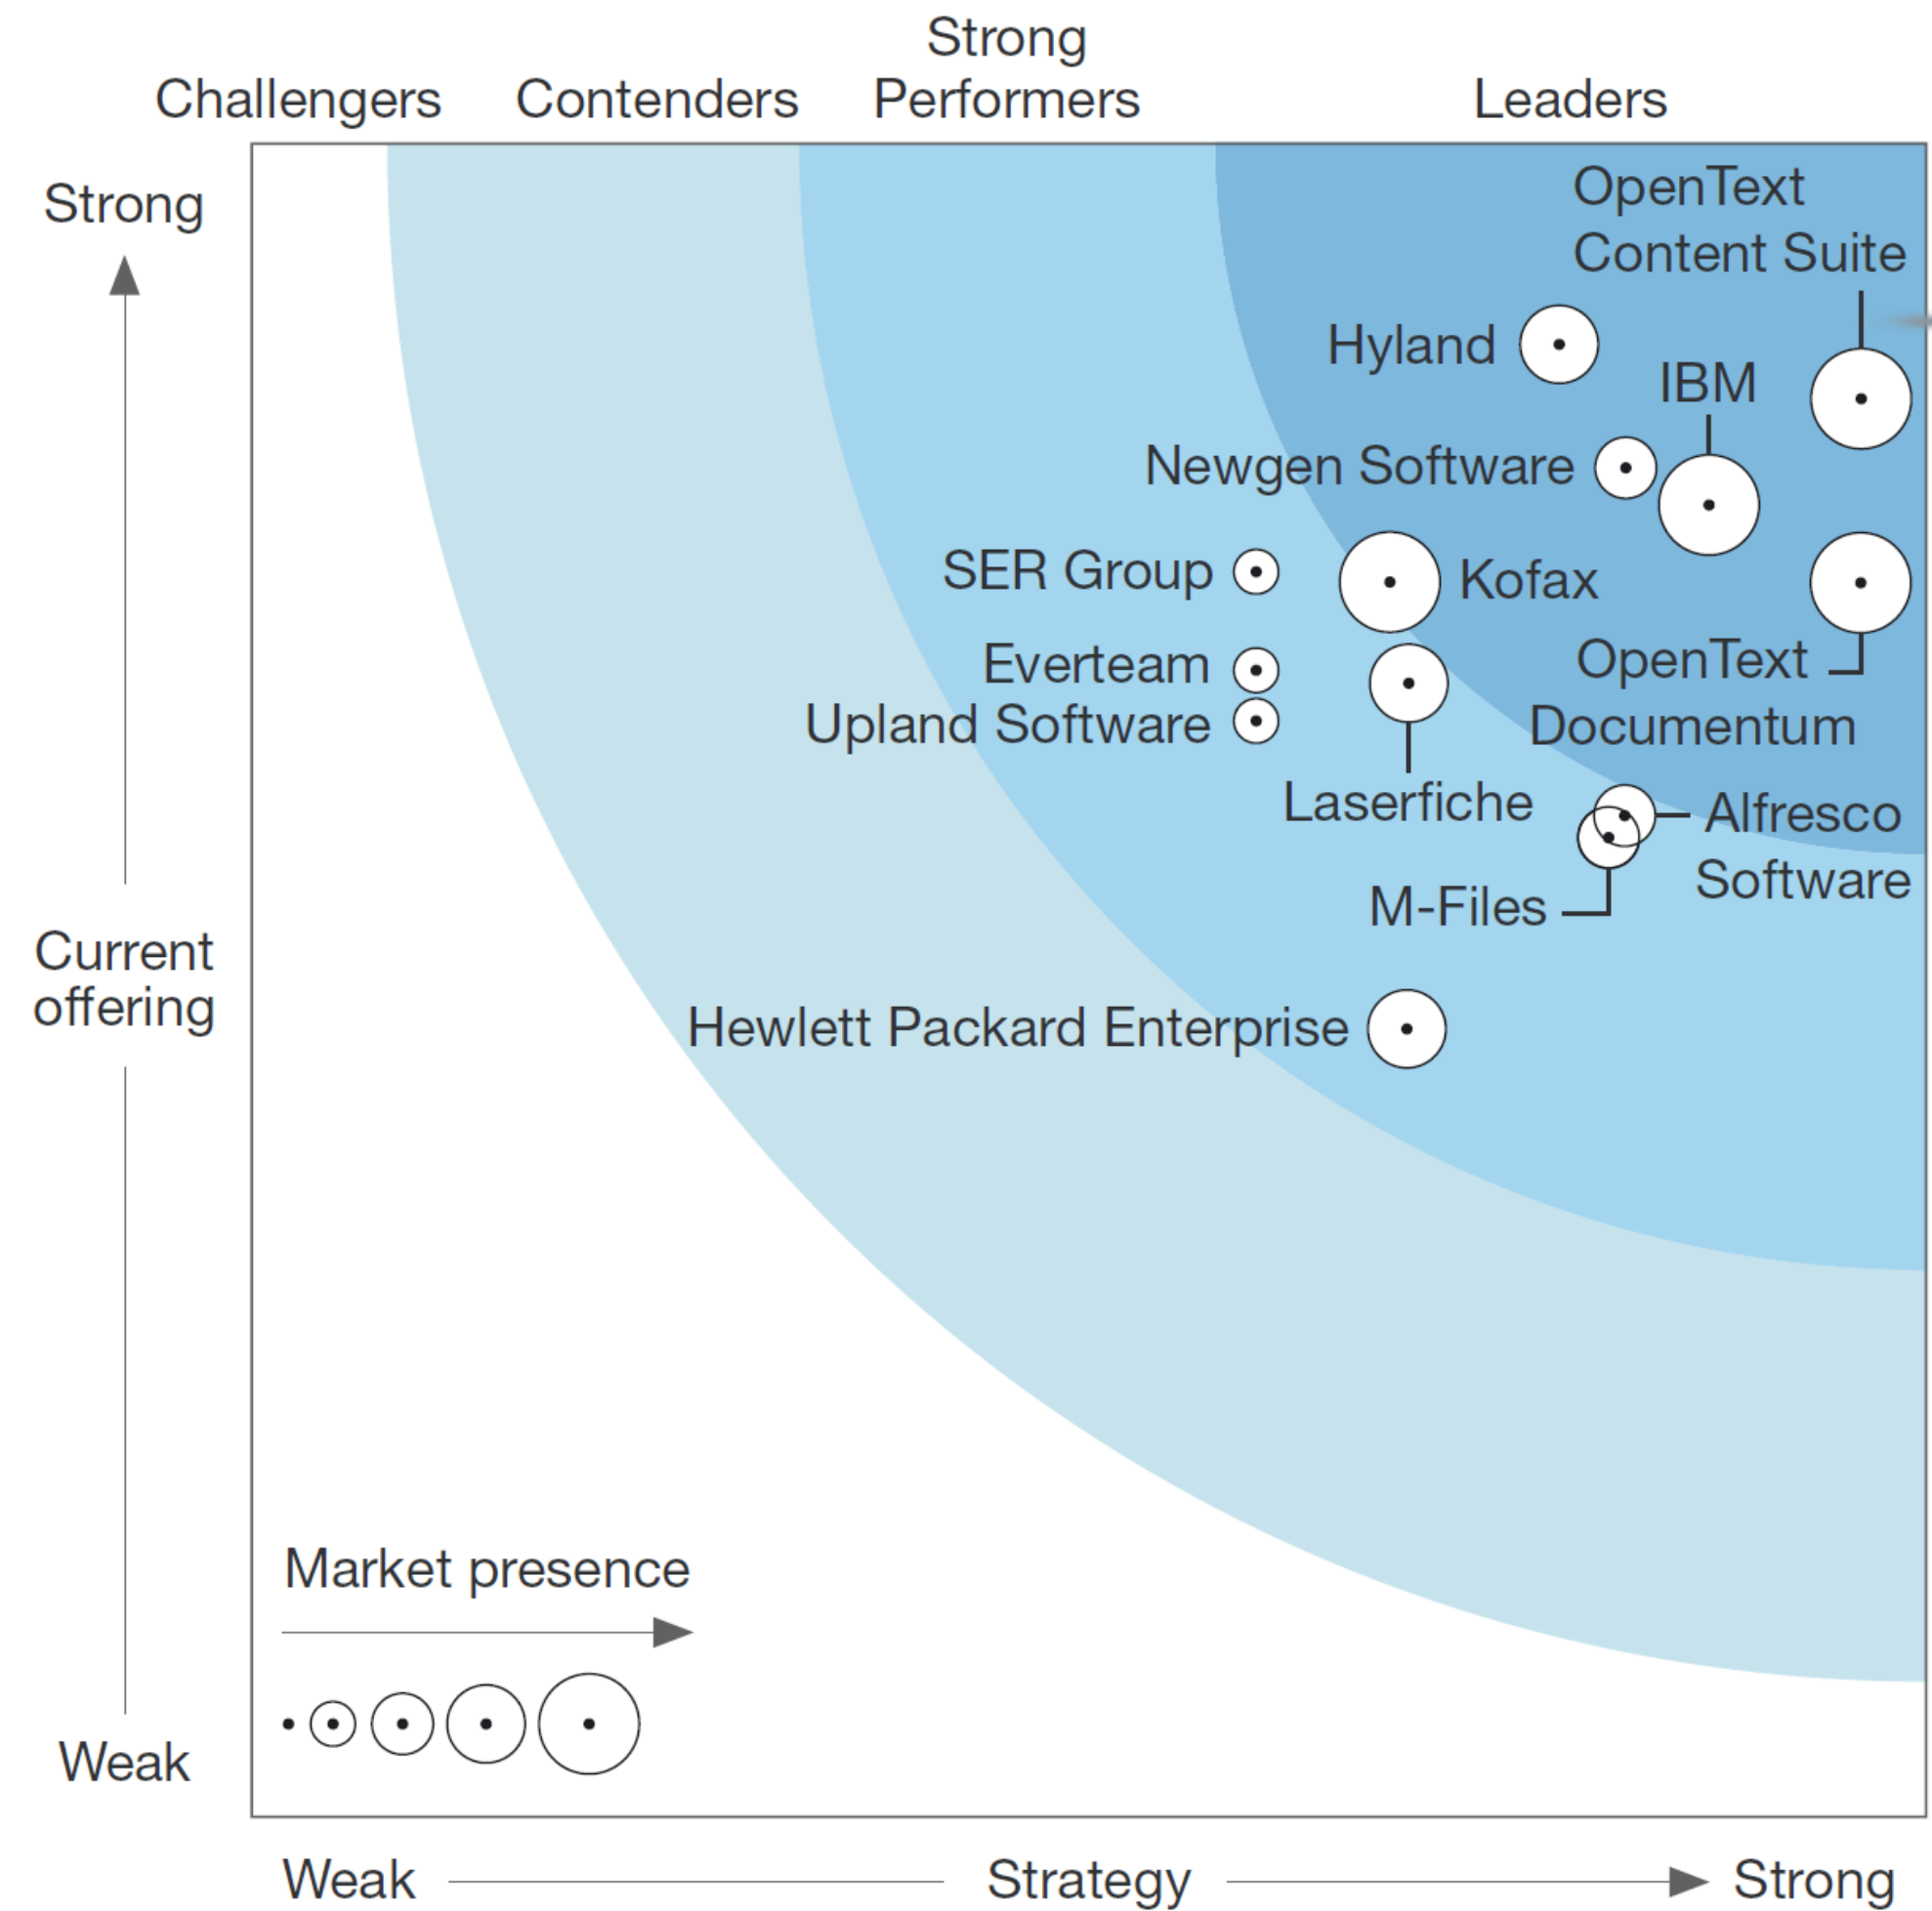 Strong
Challengers Contenders Performers Leaders
Strong
OpenText
Content Suite
Hyland
IBM
Newgen Software
SER Group
Kofax
Everteam
OpenText
Upland Software
Documentum
Laserfiche
Alfresco
Software
M-Files
Current
offering
Hewlett Packard Enterprise
Market presence
Weak
Weak Strategy Strong